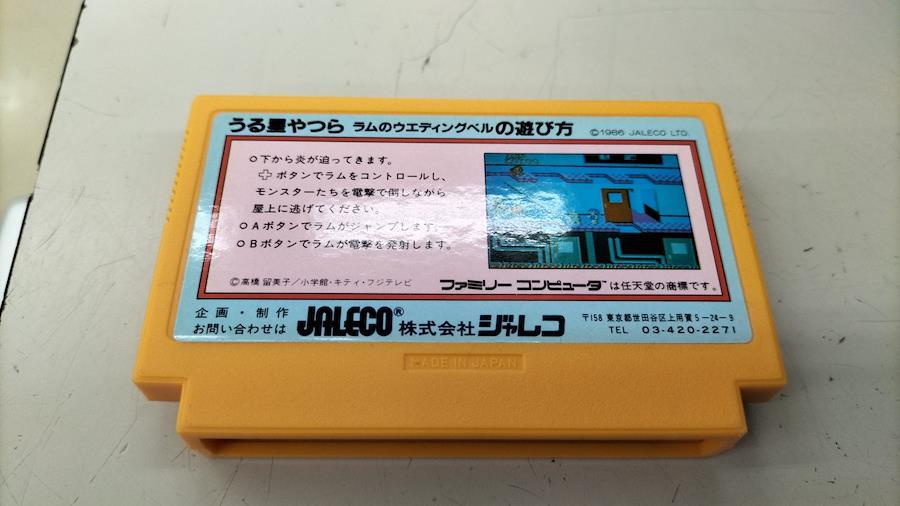 うる星やつら ラムのウエディングベルの遊び方 ©1986 JALECO LTD.
○下から炎が迫ってきます。
ボタンでラムをコントロールし、
モンスターたちを電撃で倒しながら
屋上に逃げてください。
○Aボタンでラムがジャンプします。
○Bボタンでラムが電撃を発射します。
©高橋留美子/小学館・キティ・フジテレビ
ファミリーコンピュータ™は任天堂の商標です。
企画・制作
お問い合わせは JALECO® 株式会社ジャレコ
〒158 東京都世田谷区上用賀5-24-9
TEL 03-420-2271
MADE IN JAPAN